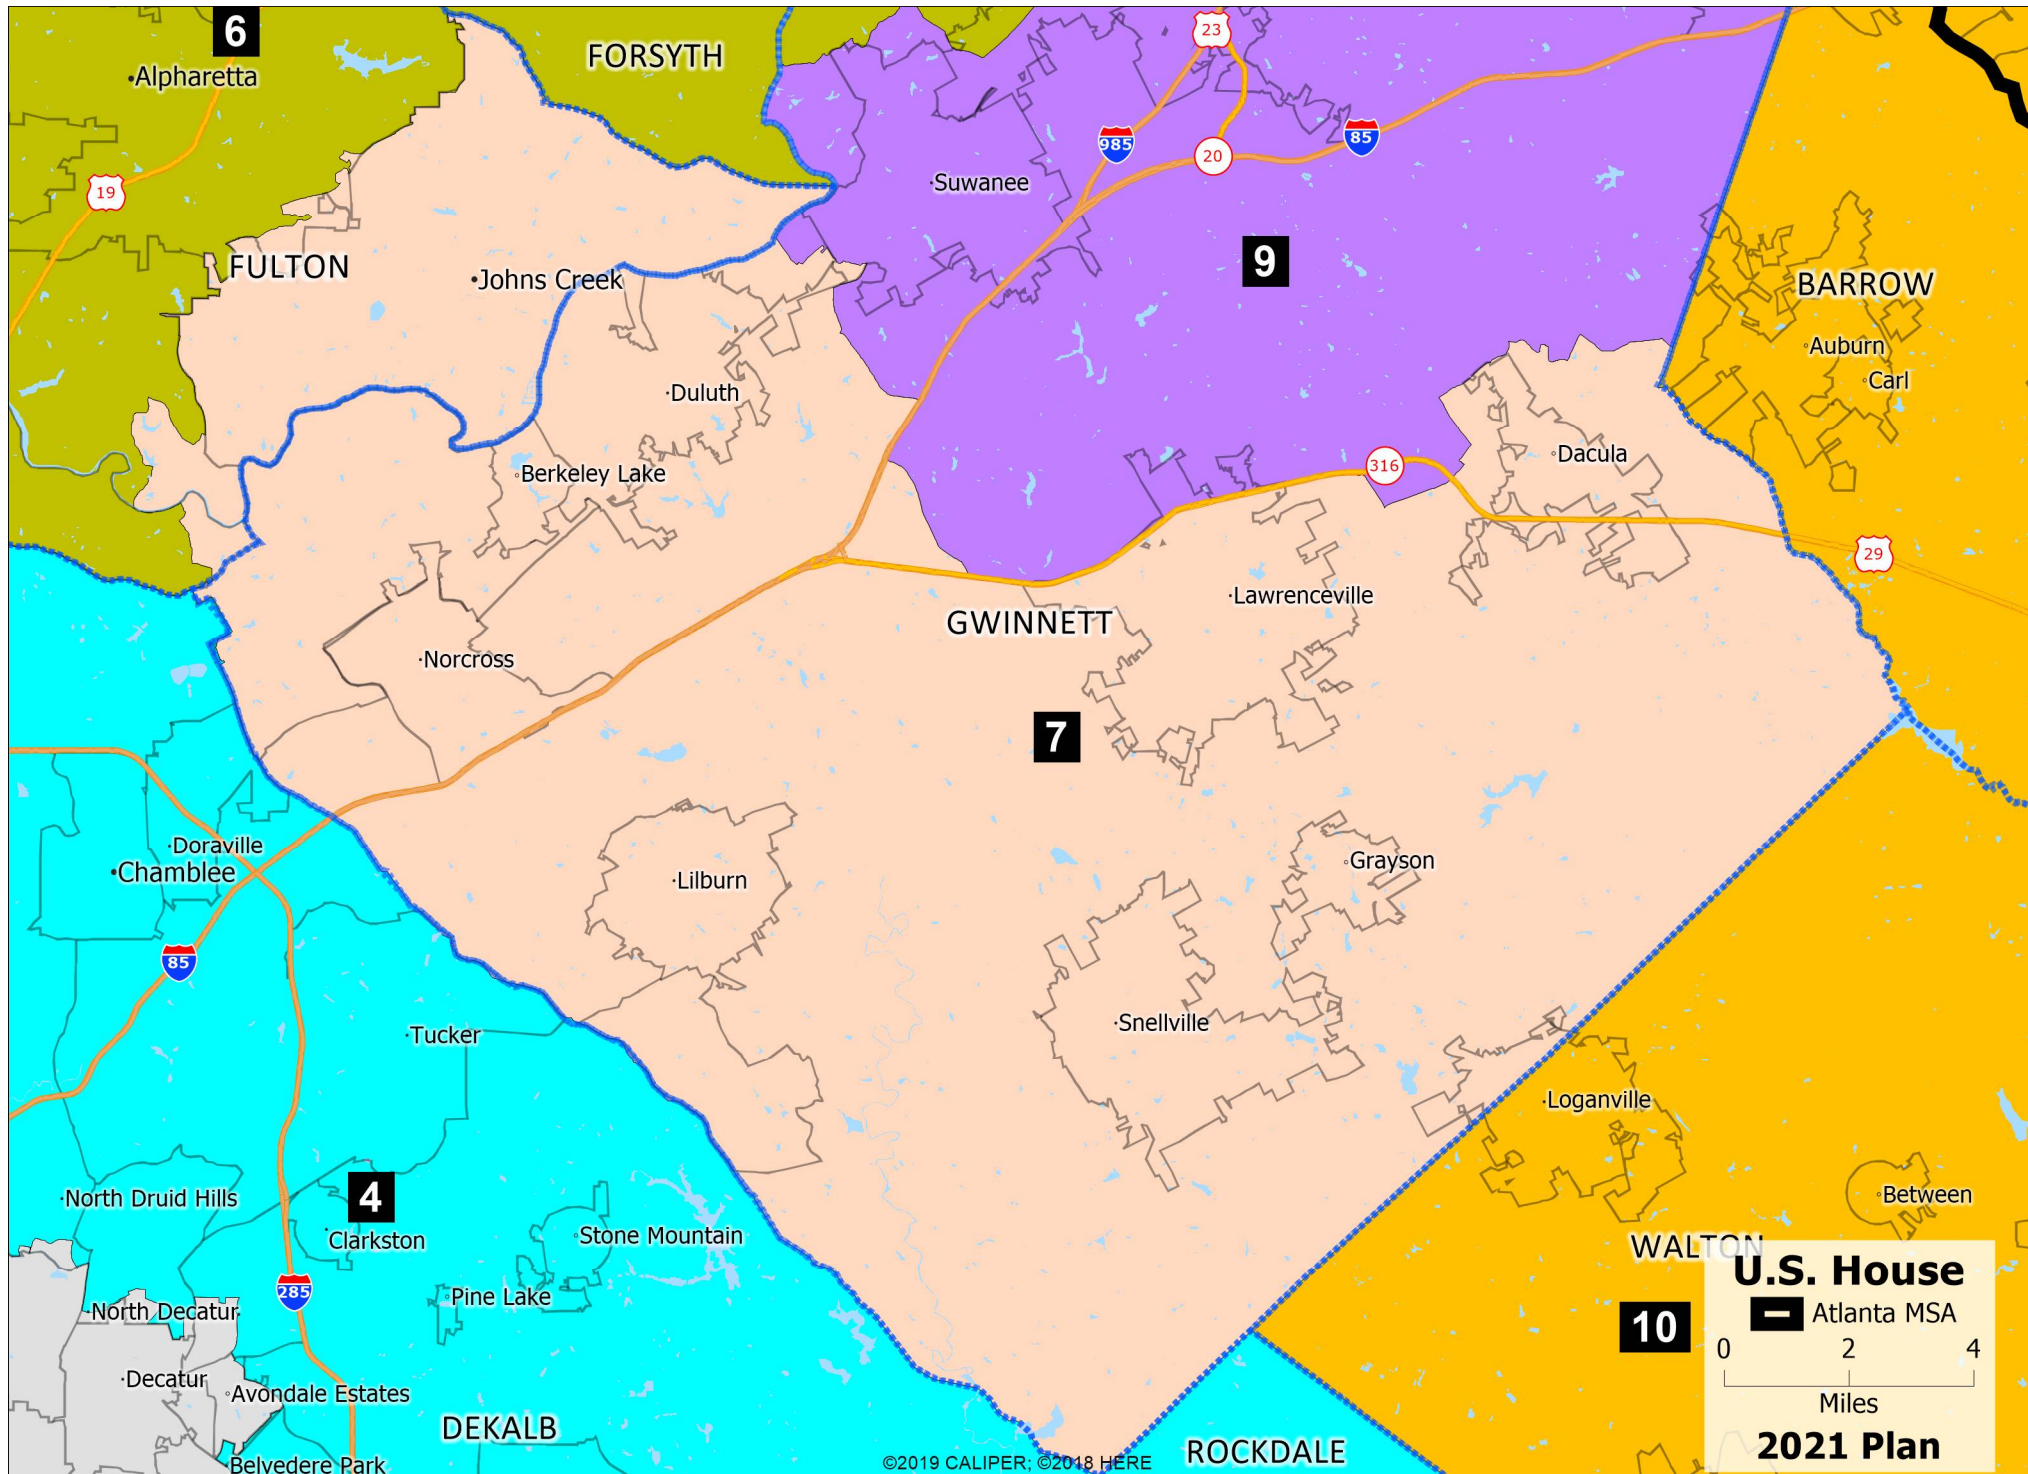 6
FORSYTH
23
Alpharetta
985
20
85
19
Suwanee
FULTON
Johns Creek
9
BARROW
Auburn
Carl
Duluth
Berkeley Lake
Dacula
316
29
Lawrenceville
GWINNETT
Norcross
7
Doraville
Chamblee
Lilburn
Grayson
85
Snellville
Tucker
Loganville
North Druid Hills
4
Clarkston
Stone Mountain
Between
WALTON
285
Pine Lake
North Decatur
10
Decatur
Avondale Estates
DEKALB
ROCKDALE
Belvedere Park
©2019 CALIPER; ©2018 HERE
U.S. House
Atlanta MSA
0 2 4
Miles
2021 Plan